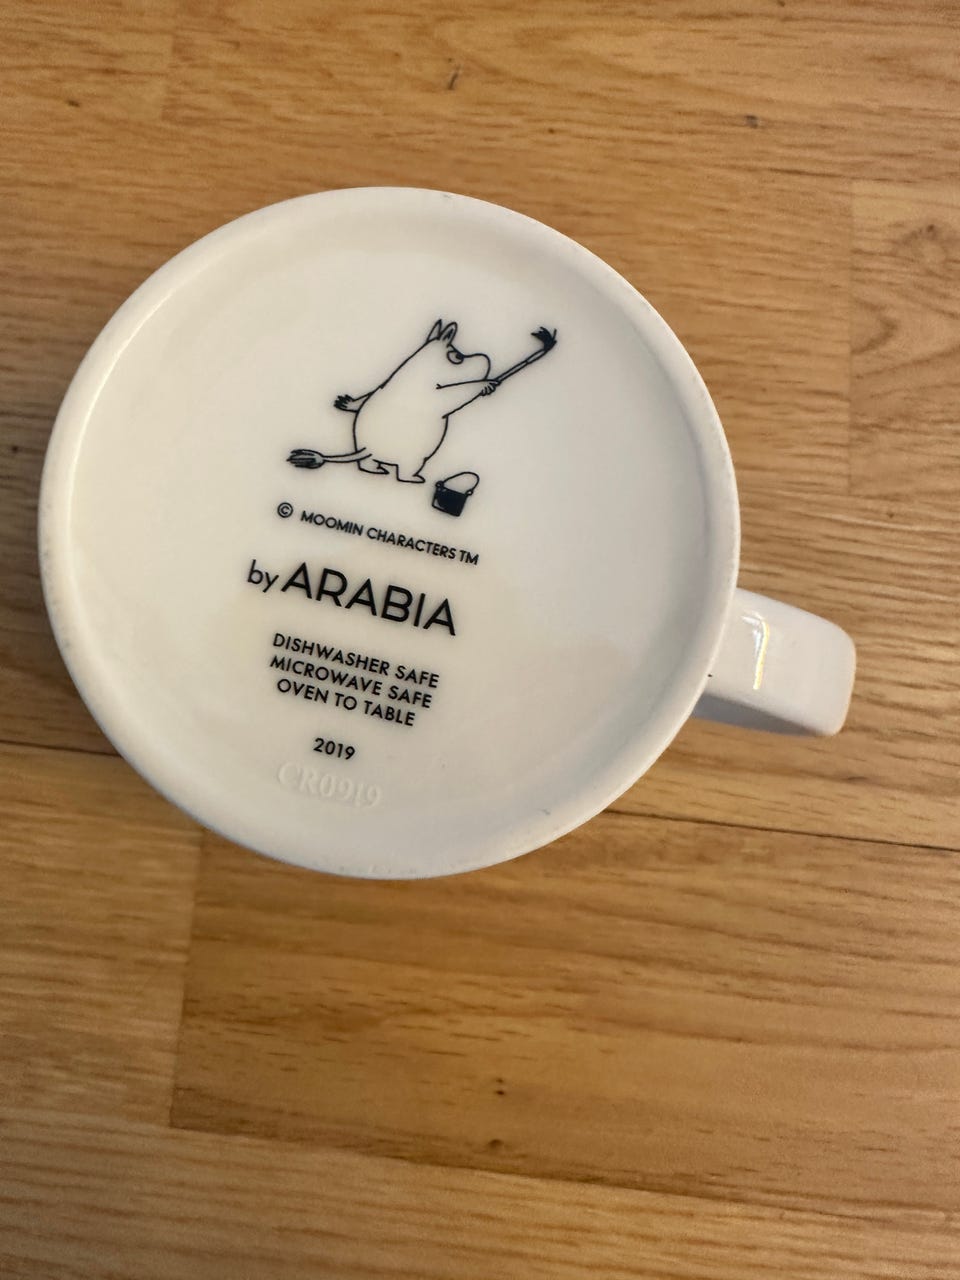 © MOOMIN CHARACTERS TM
by ARABIA
DISHWASHER SAFE
MICROWAVE SAFE
OVEN TO TABLE
2019
CR0919